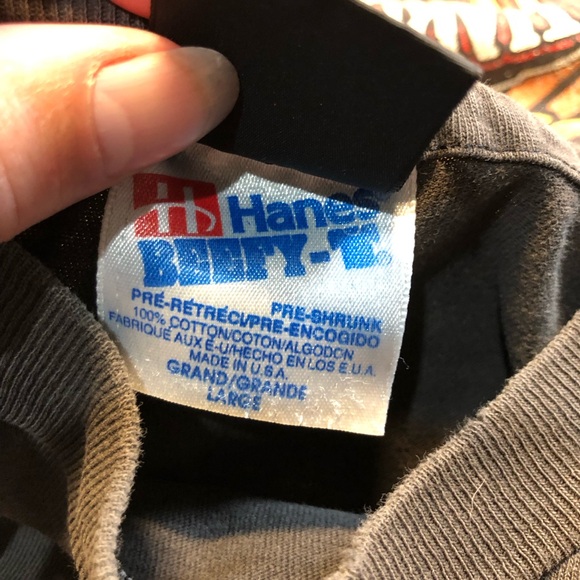 Hanes
BEEFY-T.
PRÉ-RÉTRÉCI/PRE-ENCOGIDO
PRE-SHRUNK
100% COTTON/COTON/ALGODON
FABRIQUE AUX É-U/HECHO EN LOS E.U.A.
MADE IN U.S.A.
GRAND/GRANDE
LARGE